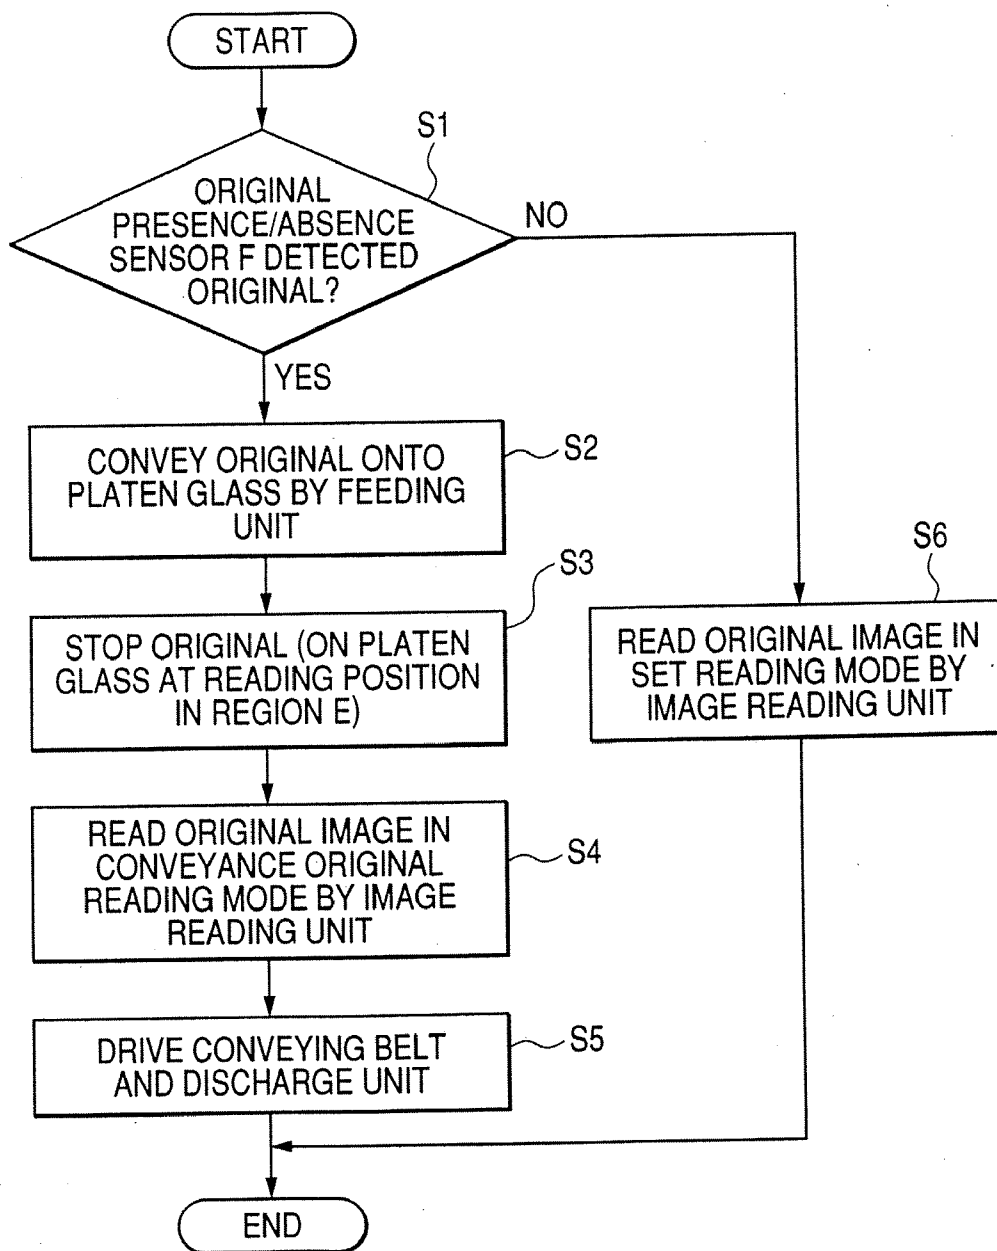 START
S1
ORIGINAL
PRESENCE/ABSENCE
SENSOR F DETECTED
ORIGINAL?
NO
YES
CONVEY ORIGINAL ONTO
PLATEN GLASS BY FEEDING
UNIT
S2
STOP ORIGINAL (ON PLATEN
GLASS AT READING POSITION
IN REGION E)
S3
READ ORIGINAL IMAGE IN
SET READING MODE BY
IMAGE READING UNIT
S6
READ ORIGINAL IMAGE IN
CONVEYANCE ORIGINAL
READING MODE BY IMAGE
READING UNIT
S4
DRIVE CONVEYING BELT
AND DISCHARGE UNIT
S5
END